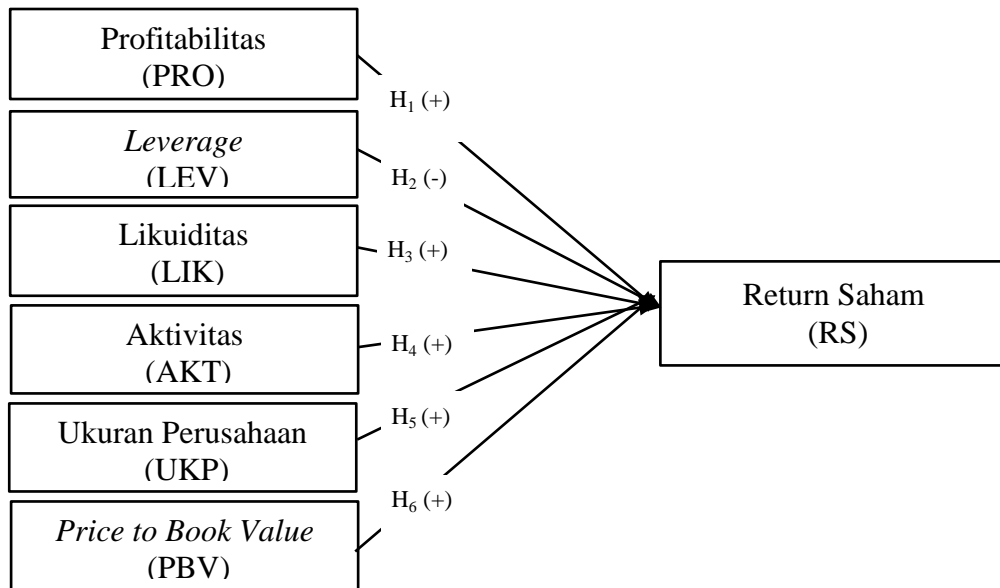 Profitabilitas
(PRO)
H₁ (+)
Leverage
(LEV)
H₂ (-)
Likuiditas
(LIK)
H₃ (+)
Aktivitas
(AKT)
H₄ (+)
Ukuran Perusahaan
(UKP)
H₅ (+)
Price to Book Value
(PBV)
H₆ (+)
Return Saham
(RS)